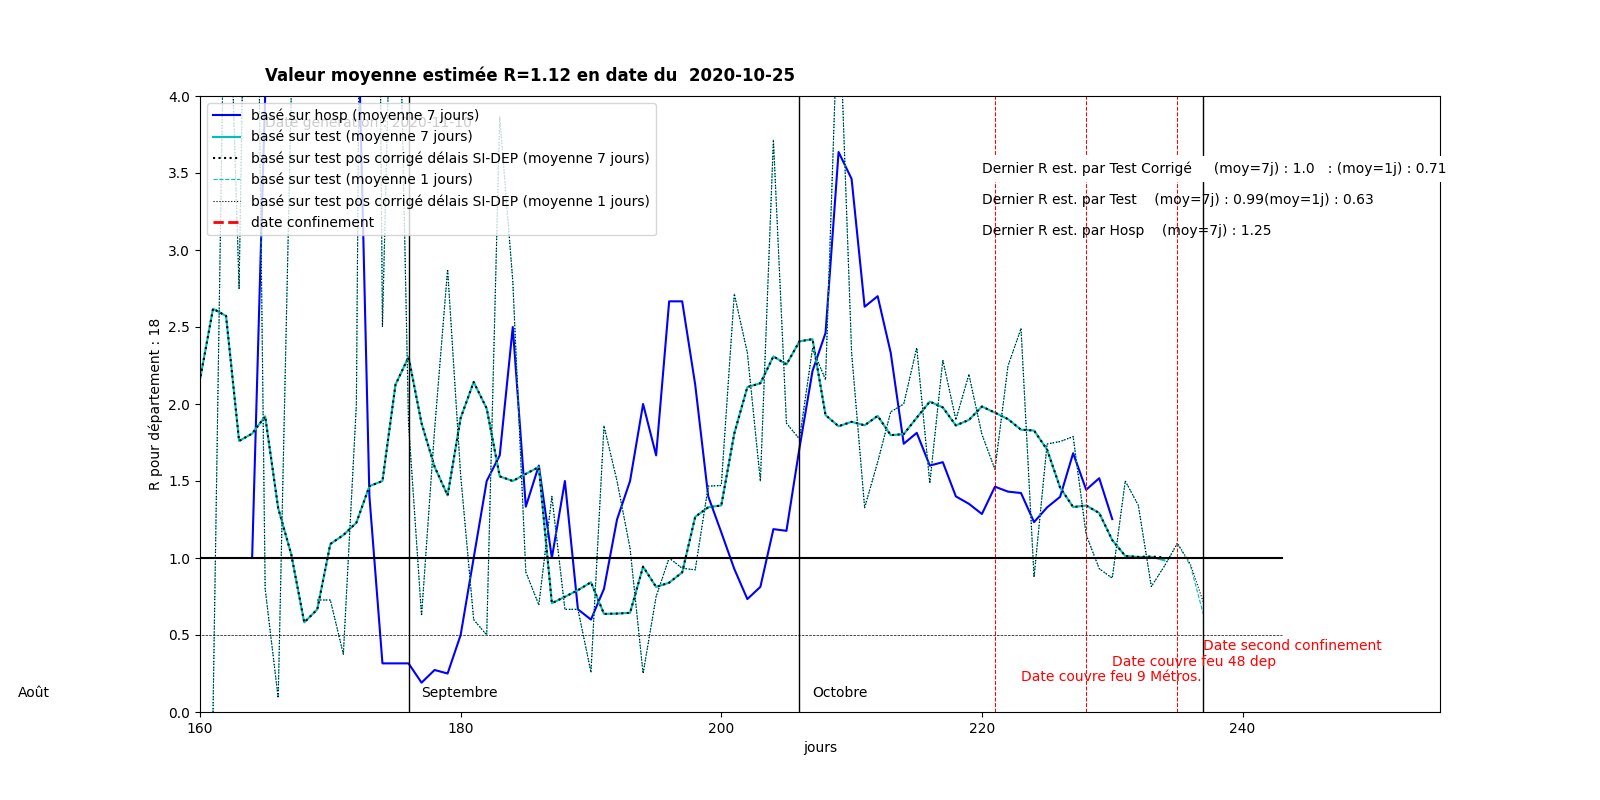 Valeur moyenne estimée R=1.12 en date du  2020-10-25
4.0
3.5
3.0
2.5
2.0
1.5
1.0
0.5
0.0
R pour département : 18
basé sur hosp (moyenne 7 jours)
Date génération : 2020-11-10
basé sur test (moyenne 7 jours)
basé sur test pos corrigé délais SI-DEP (moyenne 7 jours)
basé sur test (moyenne 1 jours)
basé sur test pos corrigé délais SI-DEP (moyenne 1 jours)
date confinement
Dernier R est. par Test Corrigé     (moy=7j) : 1.0   : (moy=1j) : 0.71
Dernier R est. par Test    (moy=7j) : 0.99(moy=1j) : 0.63
Dernier R est. par Hosp    (moy=7j) : 1.25
Date second confinement
Date couvre feu 48 dep
Date couvre feu 9 Métros.
Août
Septembre
Octobre
160
180
200
220
240
jours